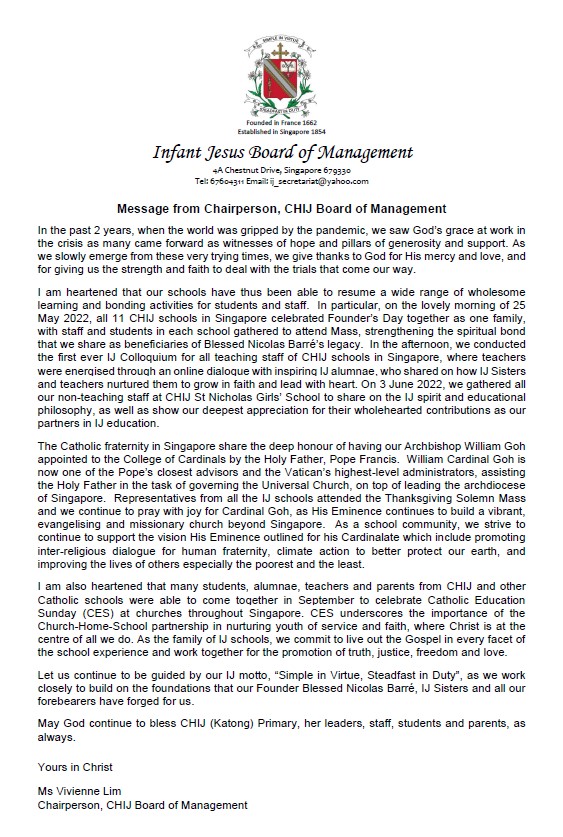 SIMPLE IN VIRTUE
STEADFAST IN DUTY
Founded in France 1662
Established in Singapore 1854
Infant Jesus Board of Management
4A Chestnut Drive, Singapore 679330
Tel: 67604311 Email: ij_secretariat@yahoo.com
Message from Chairperson, CHIJ Board of Management
In the past 2 years, when the world was gripped by the pandemic, we saw God's grace at work in
the crisis as many came forward as witnesses of hope and pillars of generosity and support. As
we slowly emerge from these very trying times, we give thanks to God for His mercy and love, and
for giving us the strength and faith to deal with the trials that come our way.
I am heartened that our schools have thus been able to resume a wide range of wholesome
learning and bonding activities for students and staff. In particular, on the lovely morning of 25
May 2022, all 11 CHIJ schools in Singapore celebrated Founder's Day together as one family,
with staff and students in each school gathered to attend Mass, strengthening the spiritual bond
that we share as beneficiaries of Blessed Nicolas Barré's legacy. In the afternoon, we conducted
the first ever IJ Colloquium for all teaching staff of CHIJ schools in Singapore, where teachers
were energised through an online dialogue with inspiring IJ alumnae, who shared on how IJ Sisters
and teachers nurtured them to grow in faith and lead with heart. On 3 June 2022, we gathered all
our non-teaching staff at CHIJ St Nicholas Girls' School to share on the IJ spirit and educational
philosophy, as well as show our deepest appreciation for their wholehearted contributions as our
partners in IJ education.
The Catholic fraternity in Singapore share the deep honour of having our Archbishop William Goh
appointed to the College of Cardinals by the Holy Father, Pope Francis. William Cardinal Goh is
now one of the Pope's closest advisors and the Vatican's highest-level administrators, assisting
the Holy Father in the task of governing the Universal Church, on top of leading the archdiocese
of Singapore. Representatives from all the IJ schools attended the Thanksgiving Solemn Mass
and we continue to pray with joy for Cardinal Goh, as His Eminence continues to build a vibrant,
evangelising and missionary church beyond Singapore. As a school community, we strive to
continue to support the vision His Eminence outlined for his Cardinalate which include promoting
inter-religious dialogue for human fraternity, climate action to better protect our earth, and
improving the lives of others especially the poorest and the least.
I am also heartened that many students, alumnae, teachers and parents from CHIJ and other
Catholic schools were able to come together in September to celebrate Catholic Education
Sunday (CES) at churches throughout Singapore. CES underscores the importance of the
Church-Home-School partnership in nurturing youth of service and faith, where Christ is at the
centre of all we do. As the family of IJ schools, we commit to live out the Gospel in every facet of
the school experience and work together for the promotion of truth, justice, freedom and love.
Let us continue to be guided by our IJ motto, "Simple in Virtue, Steadfast in Duty", as we work
closely to build on the foundations that our Founder Blessed Nicolas Barré, IJ Sisters and all our
forebearers have forged for us.
May God continue to bless CHIJ (Katong) Primary, her leaders, staff, students and parents, as
always.
Yours in Christ
Ms Vivienne Lim
Chairperson, CHIJ Board of Management